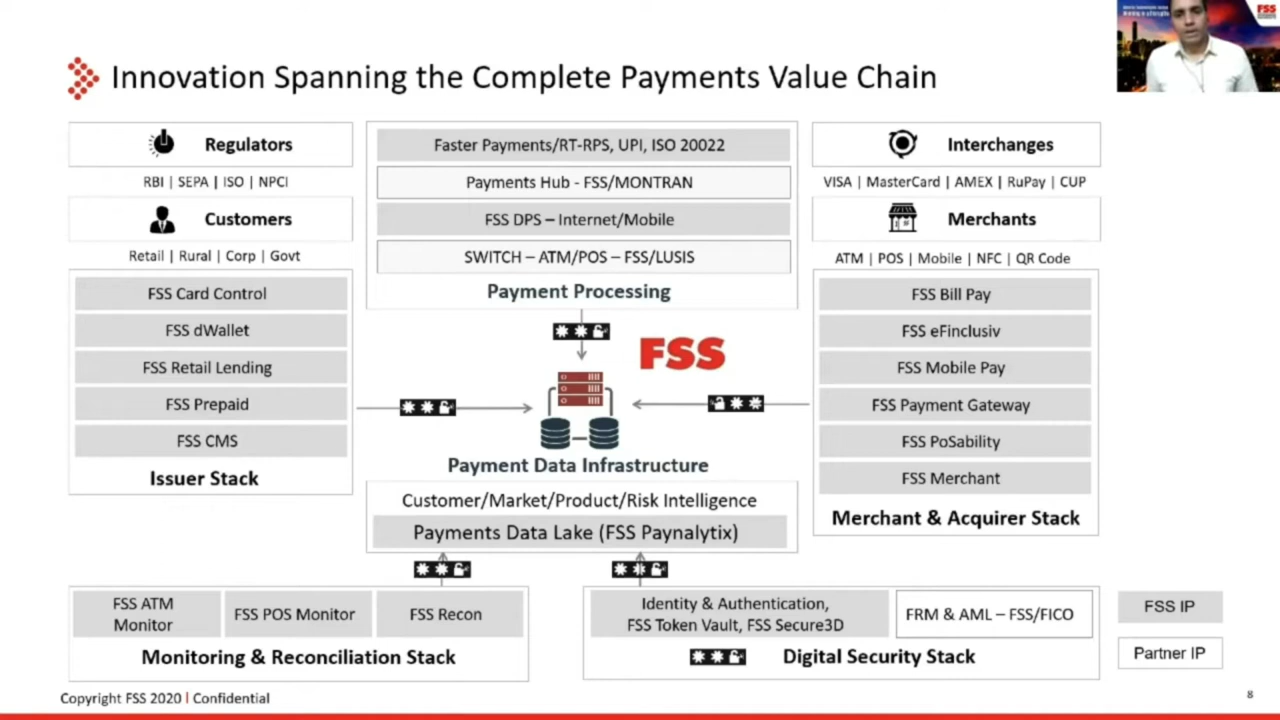 Innovation Spanning the Complete Payments Value Chain
FSS
Regulators
RBI | SEPA | ISO | NPCI
Customers
Retail | Rural | Corp | Govt
FSS Card Control
FSS dWallet
FSS Retail Lending
FSS Prepaid
FSS CMS
Issuer Stack
Faster Payments/RT-RPS, UPI, ISO 20022
Payments Hub - FSS/MONTRAN
FSS DPS – Internet/Mobile
SWITCH – ATM/POS – FSS/LUSIS
Payment Processing
FSS
Payment Data Infrastructure
Customer/Market/Product/Risk Intelligence
Payments Data Lake (FSS Paynalytix)
Interchanges
VISA | MasterCard | AMEX | RuPay | CUP
Merchants
ATM | POS | Mobile | NFC | QR Code
FSS Bill Pay
FSS eFinclusiv
FSS Mobile Pay
FSS Payment Gateway
FSS PoSability
FSS Merchant
Merchant & Acquirer Stack
FSS ATM
Monitor
FSS POS Monitor
FSS Recon
Monitoring & Reconciliation Stack
Identity & Authentication,
FSS Token Vault, FSS Secure3D
FRM & AML – FSS/FICO
Digital Security Stack
FSS IP
Partner IP
Copyright FSS 2020 | Confidential
8